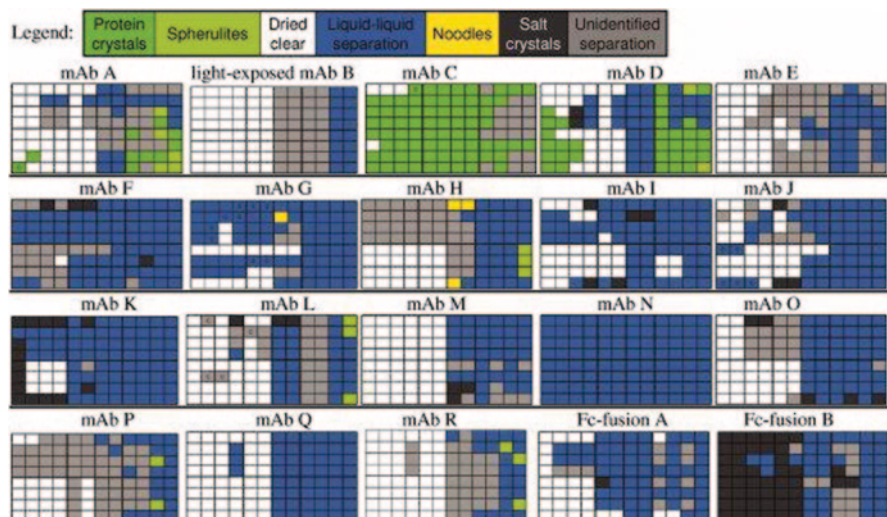 Legend: Protein crystals Spherulites Dried clear Liquid-liquid separation Noodles Salt crystals Unidentified separation
mAb A light-exposed mAb B mAb C mAb D mAb E
mAb F mAb G mAb H mAb I mAb J
mAb K mAb L mAb M mAb N mAb O
mAb P mAb Q mAb R Fc-fusion A Fc-fusion B